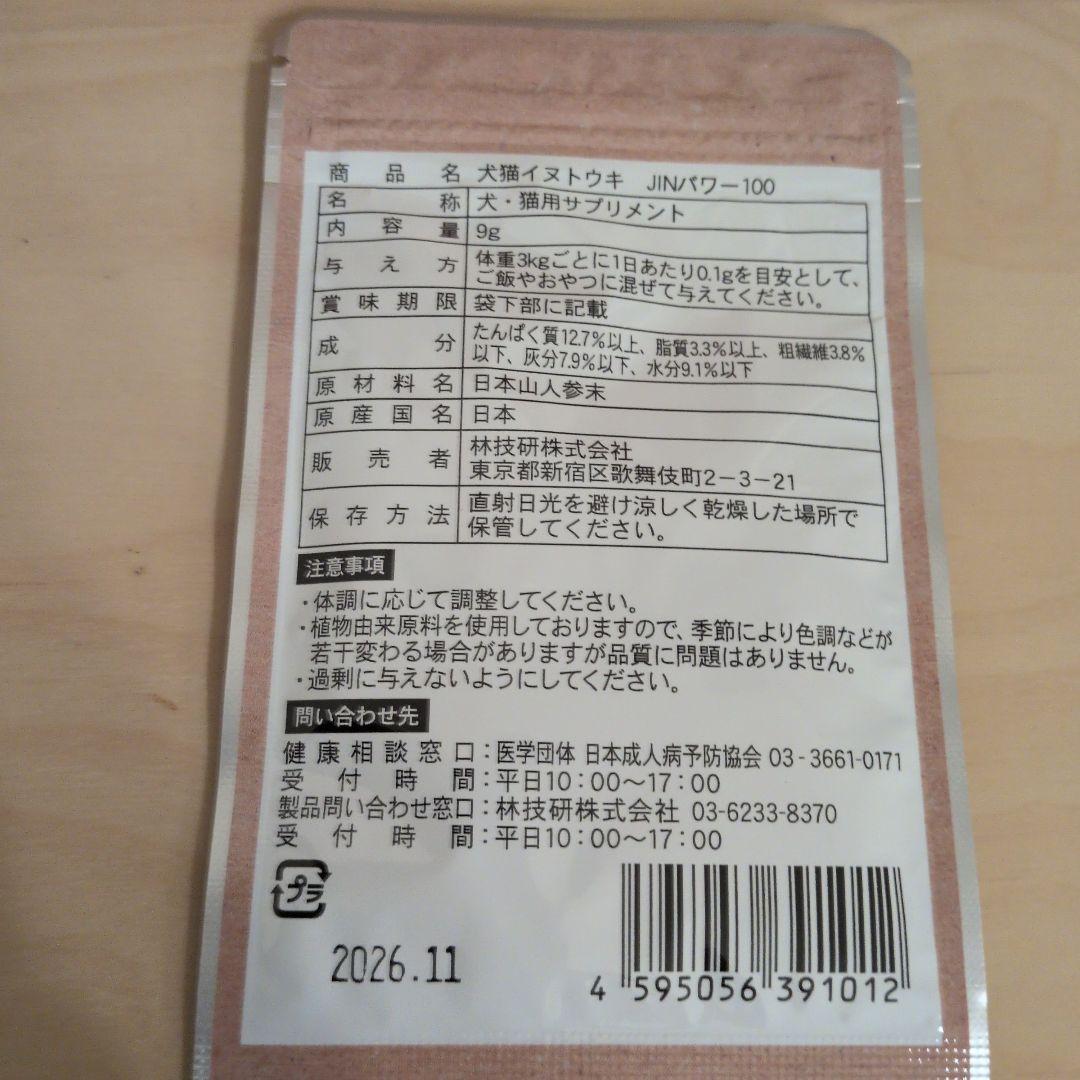 商品名 犬猫イヌトウキ JINパワー100
名称 犬・猫用サプリメント
内容量 9g
与え方 体重3kgごとに1日あたり0.1gを目安として、
ご飯やおやつに混ぜて与えてください。
賞味期限 袋下部に記載
成分 たんぱく質12.7%以上、脂質3.3%以上、粗繊維3.8%
以下、灰分7.9%以下、水分9.1%以下
原材料名 日本山人参末
原産国名 日本
販売者 林技研株式会社
東京都新宿区歌舞伎町2-3-21
保存方法 直射日光を避け涼しく乾燥した場所で
保管してください。
注意事項
・体調に応じて調整してください。
・植物由来原料を使用しておりますので、季節により色調などが
若干変わる場合がありますが品質に問題はありません。
・過剰に与えないようにしてください。
問い合わせ先
健康相談窓口：医学団体 日本成人病予防協会 03-3661-0171
受付時間：平日10：00～17：00
製品問い合わせ窓口：林技研株式会社 03-6233-8370
受付時間：平日10：00～17：00
プラ
2026.11
4 595056 391012